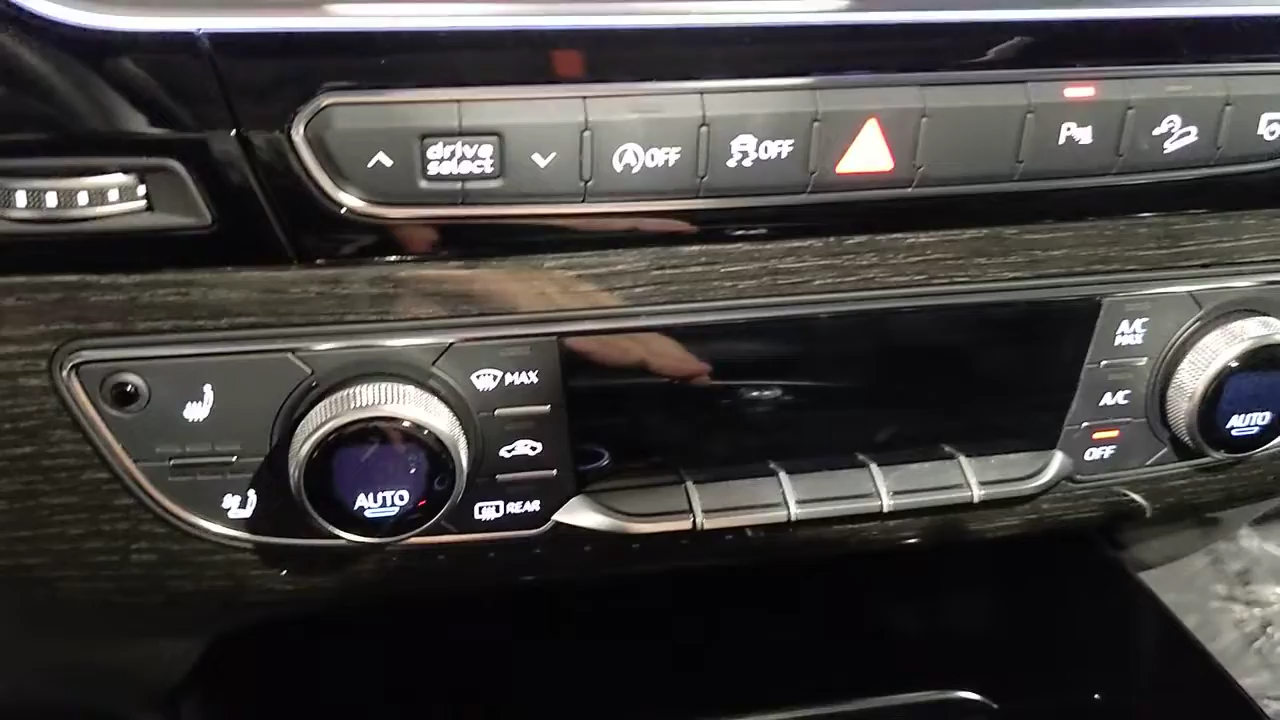 drive
select
A OFF
OFF
P
MAX
REAR
AUTO
A/C
MAX
A/C
OFF
AUTO